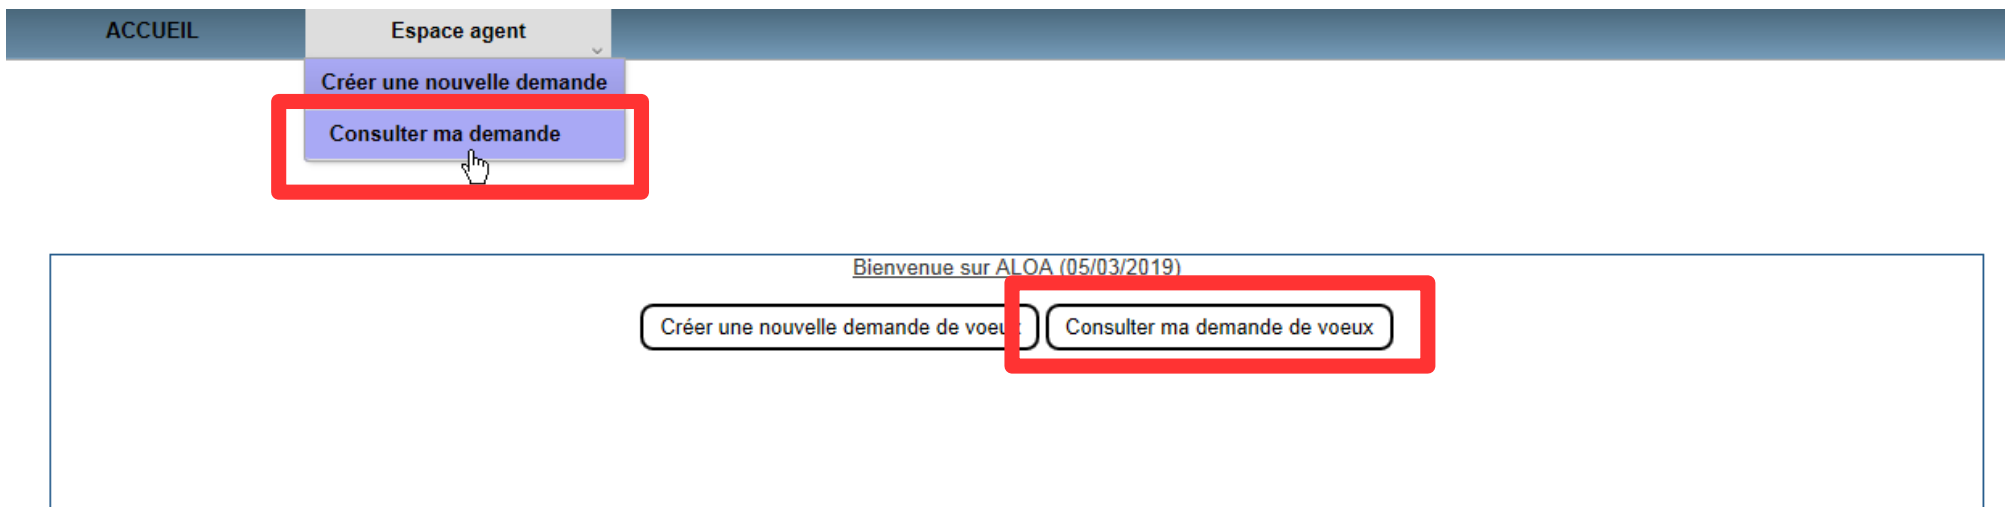 ACCUEIL Espace agent
Créer une nouvelle demande
Consulter ma demande
Bienvenue sur ALOA (05/03/2019)
Créer une nouvelle demande de voeux Consulter ma demande de voeux